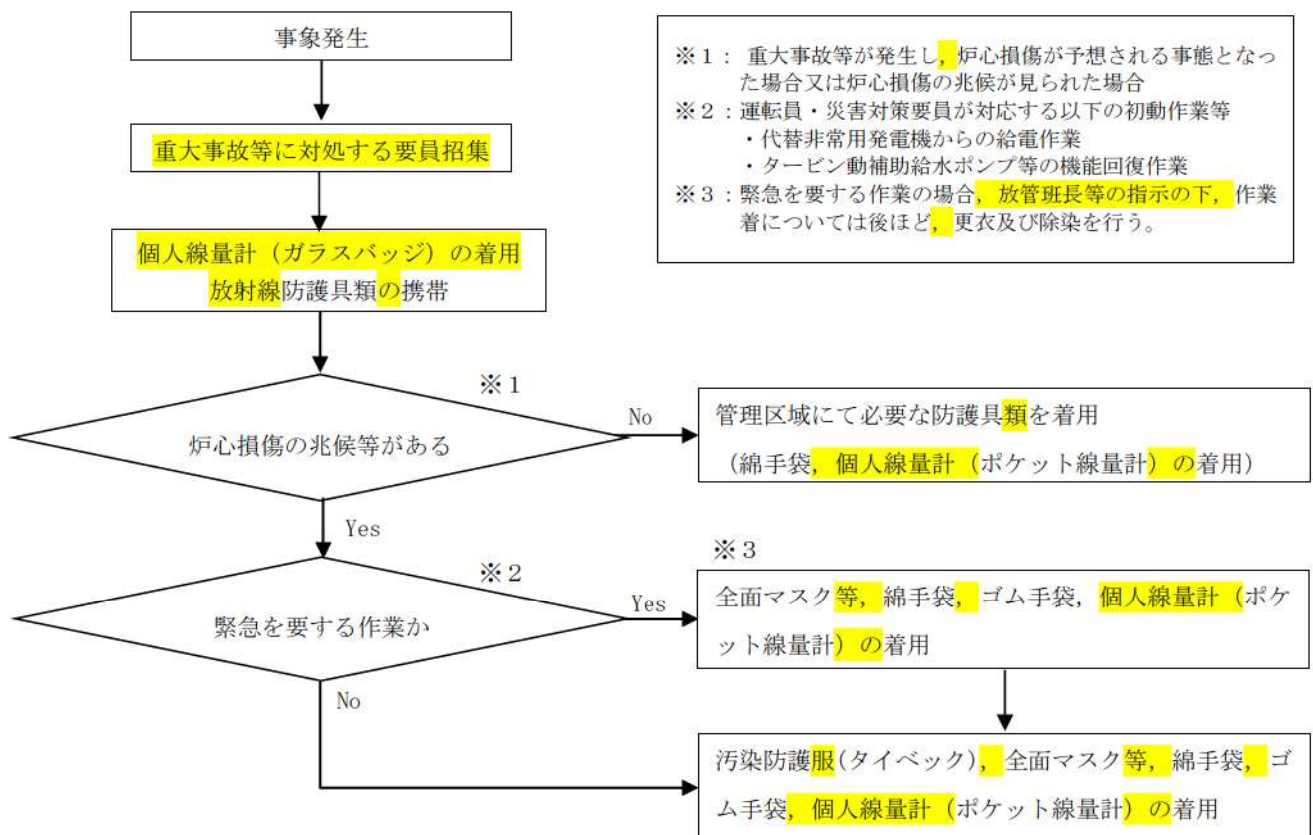 事象発生
重大事故等に対処する要員招集
個人線量計（ガラスバッジ）の着用
放射線防護具類の携帯
※１： 重大事故等が発生し，炉心損傷が予想される事態となっ
た場合又は炉心損傷の兆候が見られた場合
※２：運転員・災害対策要員が対応する以下の初動作業等
・代替非常用発電機からの給電作業
・タービン動補助給水ポンプ等の機能回復作業
※３：緊急を要する作業の場合，放管班長等の指示の下，作業
着については後ほど，更衣及び除染を行う。
※１
炉心損傷の兆候等がある
No
管理区域にて必要な防護具類を着用
（綿手袋，個人線量計（ポケット線量計）の着用）
Yes
※２
緊急を要する作業か
Yes
※３
全面マスク等，綿手袋，ゴム手袋，個人線量計（ポケ
ット線量計）の着用
No
汚染防護服(タイベック)，全面マスク等，綿手袋，ゴ
ム手袋，個人線量計（ポケット線量計）の着用